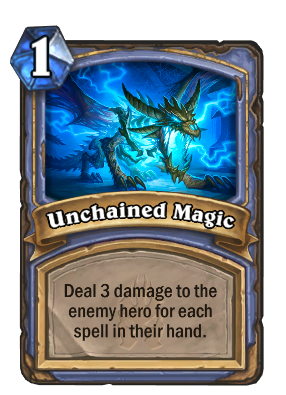 1
Unchained Magic
Deal 3 damage to the
enemy hero for each
spell in their hand.